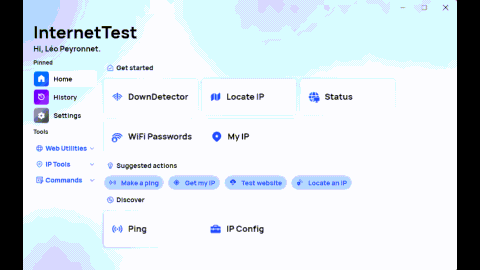 InternetTest
Hi, Léo Peyronnet.
Pinned
Home
History
Settings
Tools
Web Utilities
IP Tools
Commands
Get started
DownDetector
Locate IP
Status
WiFi Passwords
My IP
Suggested actions
Make a ping
Get my IP
Test website
Locate an IP
Discover
Ping
IP Config